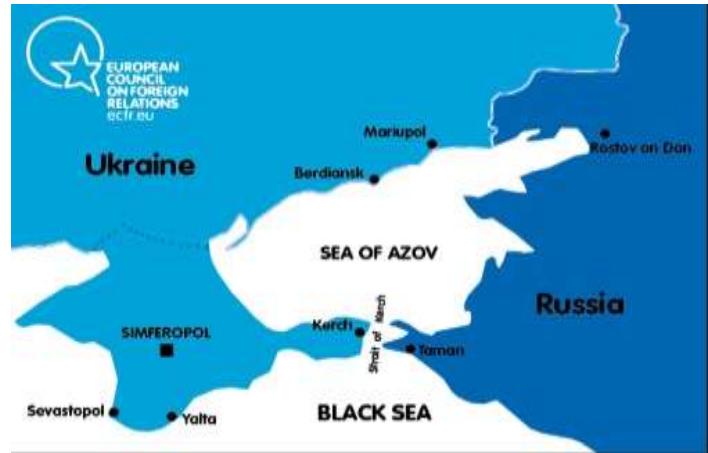 EUROPEAN
COUNCIL
ON FOREIGN
RELATIONS
ecfr.eu
Mariupol
Rostov on Don
Ukraine
Berdiansk
SEA OF AZOV
Russia
Kerch
Strait of Kerch
SIMFEROPOL
Taman
Sevastopol
Yalta
BLACK SEA